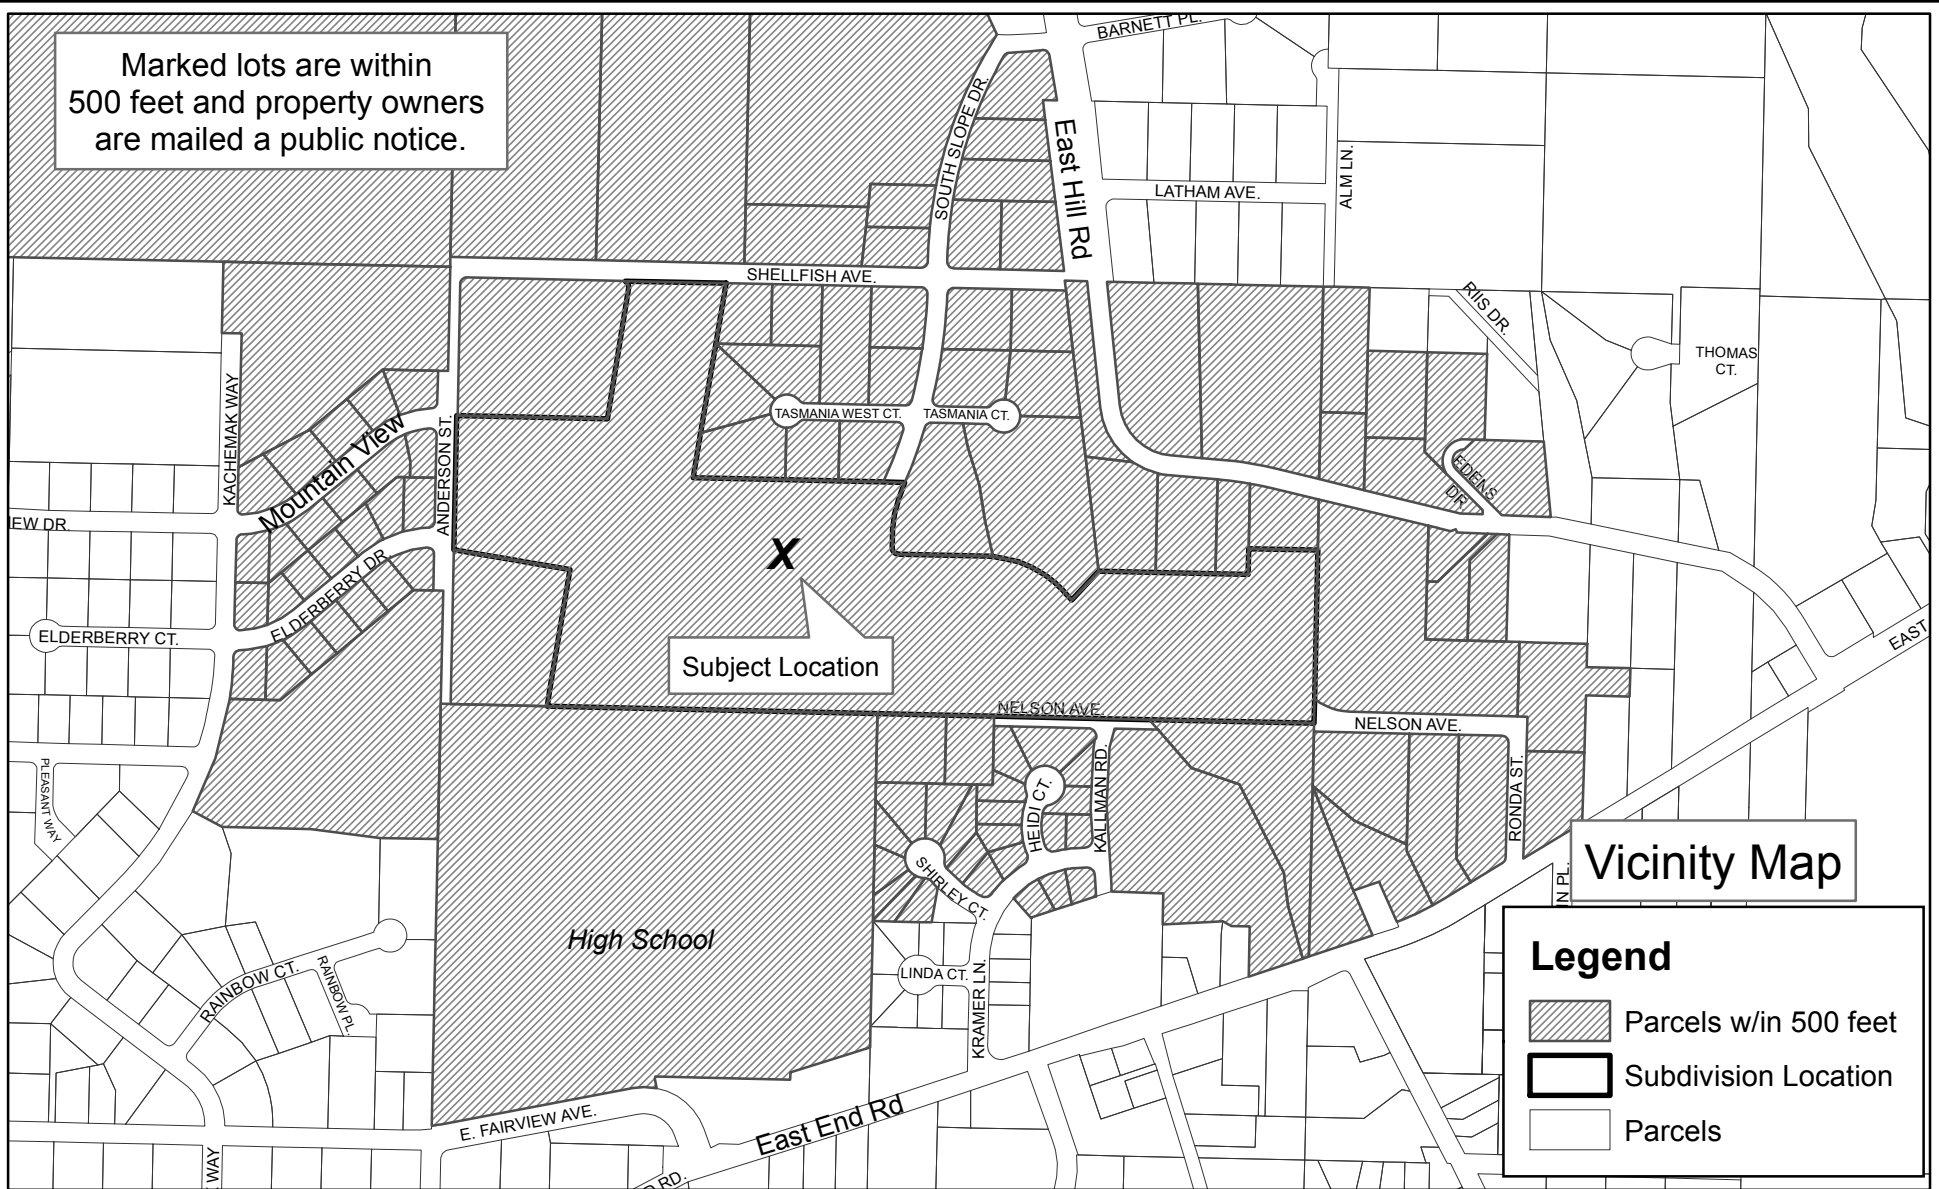 Marked lots are within
500 feet and property owners
are mailed a public notice.
BARNETT PL.
SOUTH SLOPE DR.
East Hill Rd
LATHAM AVE.
ALM LN.
SHELLFISH AVE.
RIIS DR.
THOMAS
CT.
KACHEMAK WAY
Mountain View
ANDERSON ST.
TASMANIA WEST CT.
TASMANIA CT.
EDENS
DR.
IEW DR.
ELDERBERRY DR.
ELDERBERRY CT.
X
Subject Location
EAST
NELSON AVE.
NELSON AVE.
PLEASANT WAY
HEIDI CT.
KALLMAN RD.
RONDA ST.
SHIRLEY CT.
High School
RAINBOW CT.
RAINBOW PL.
LINDA CT.
KRAMER LN.
E. FAIRVIEW AVE.
East End Rd
WAY
RD.
IN PL.
Vicinity Map
Legend
Parcels w/in 500 feet
Subdivision Location
Parcels